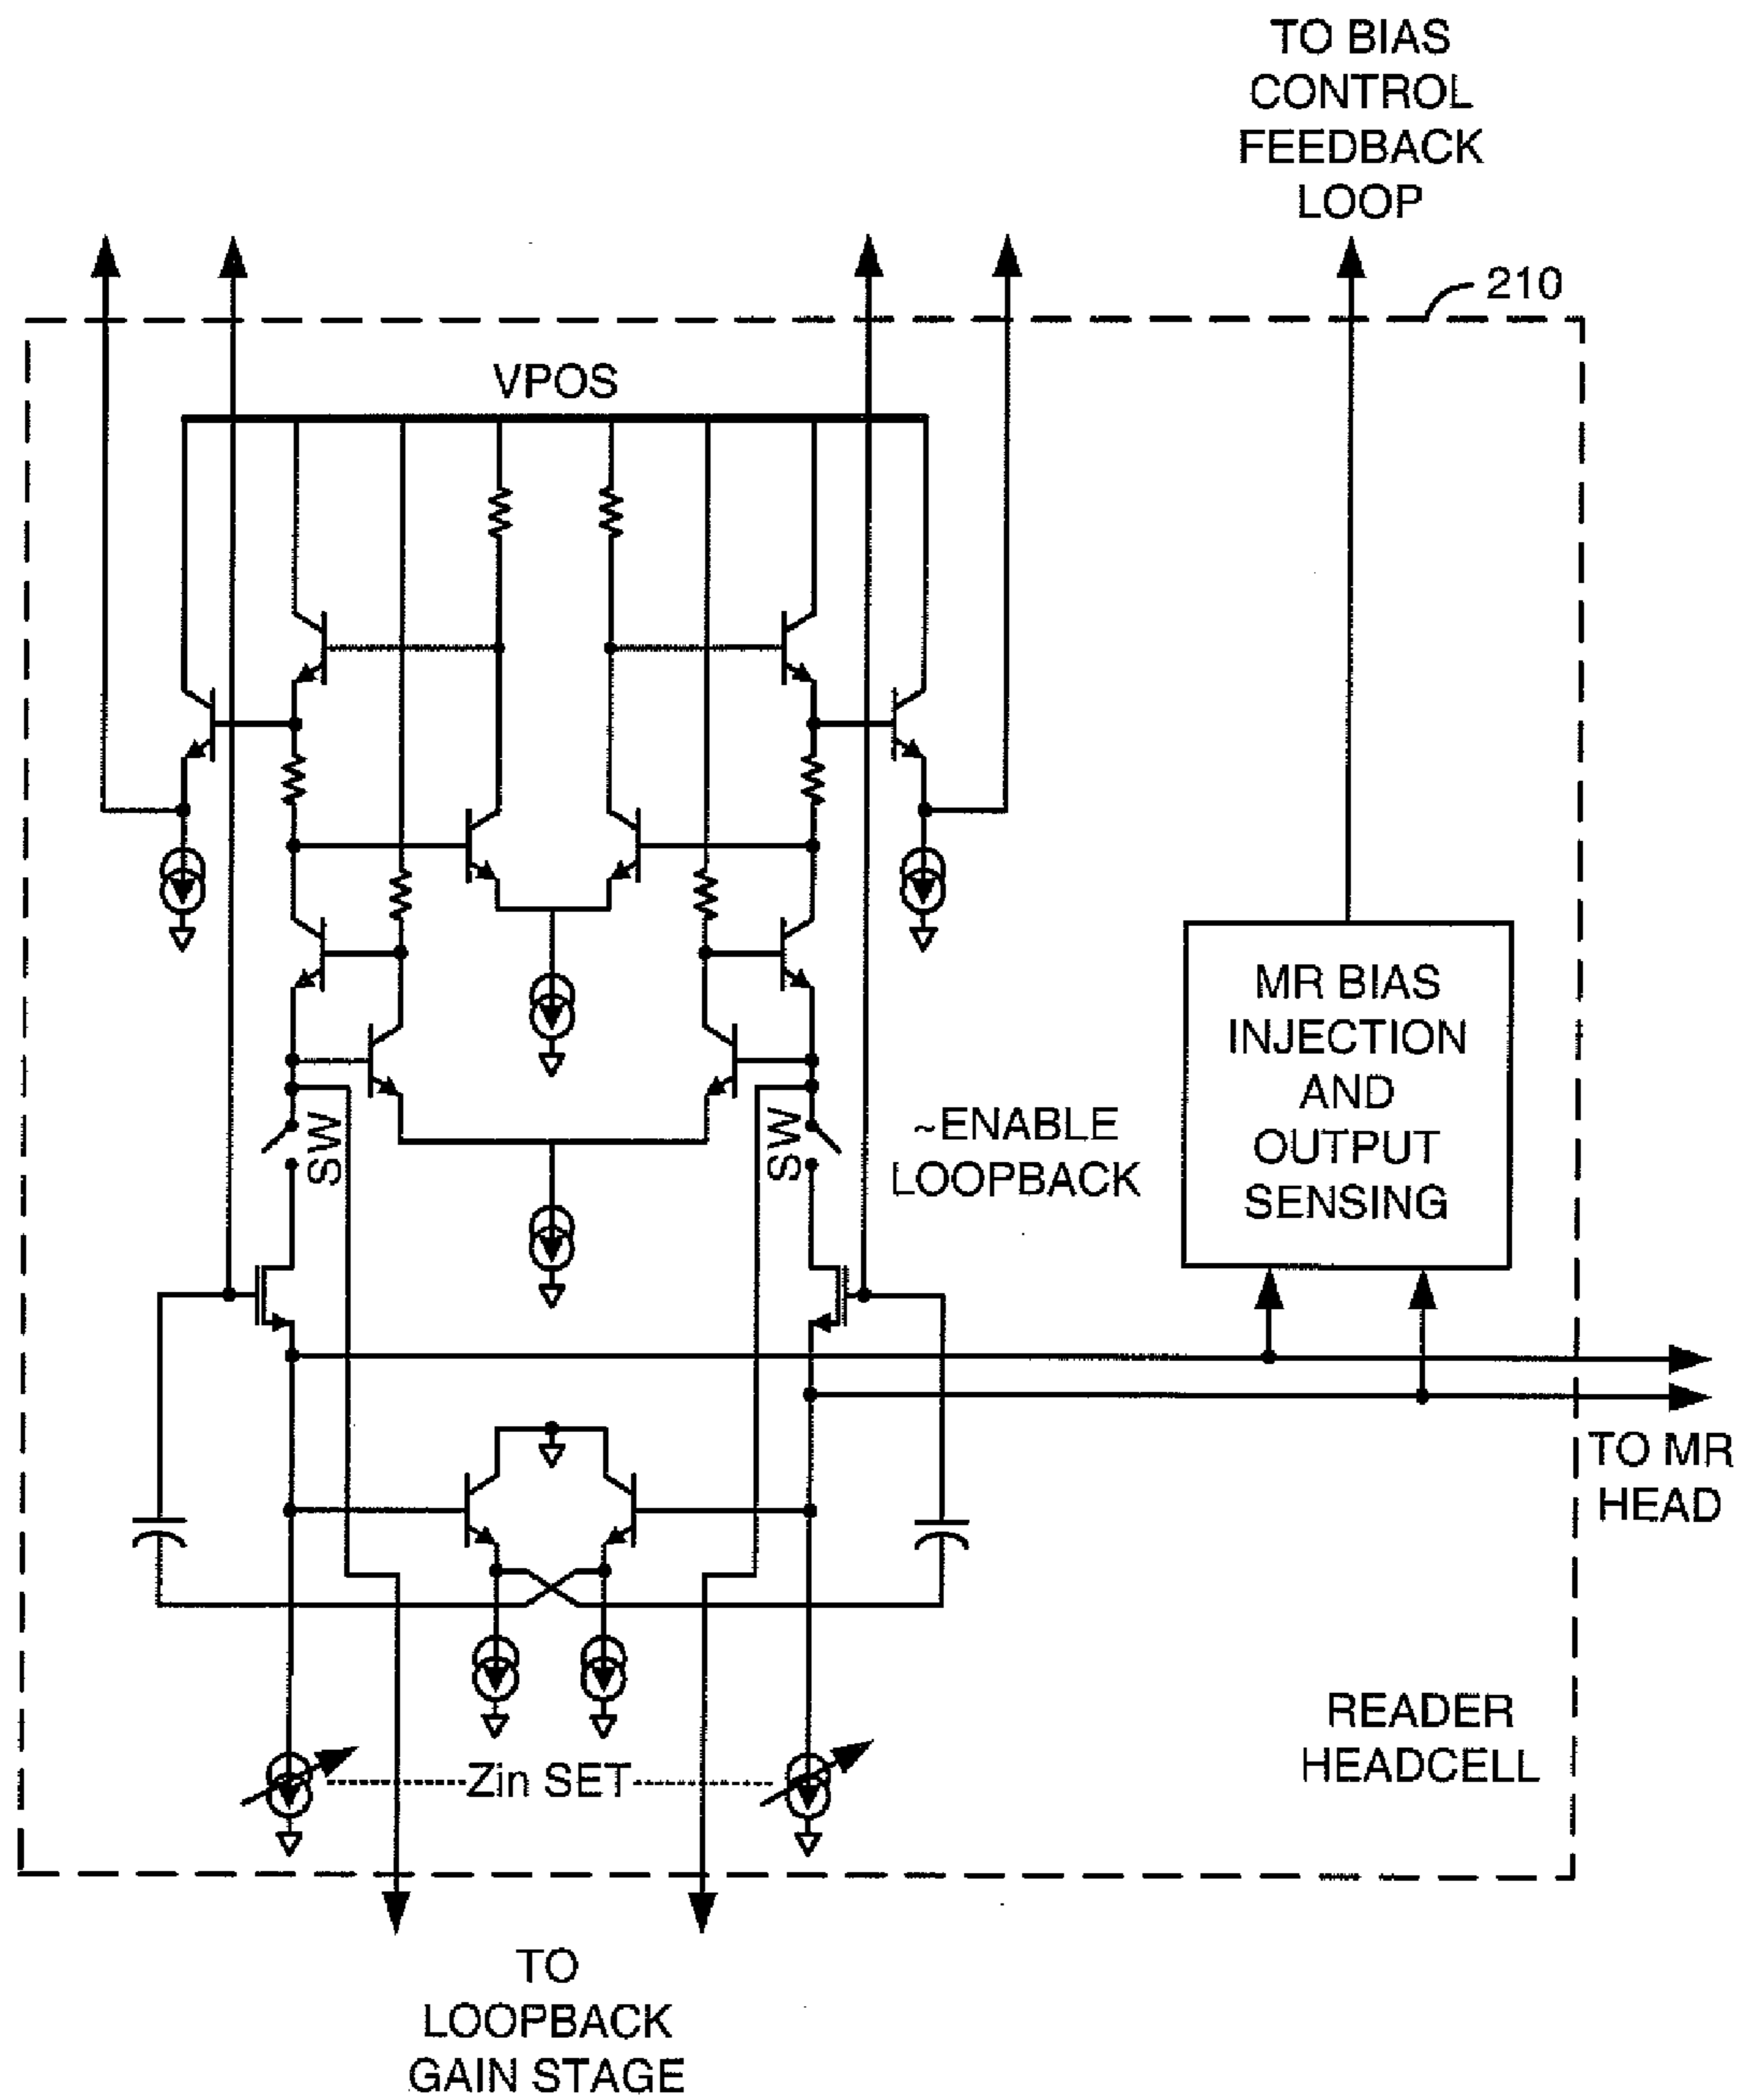 TO BIAS
CONTROL
FEEDBACK
LOOP
210
VPOS
MR BIAS
INJECTION
AND
OUTPUT
SENSING
SW
SW
~ENABLE
LOOPBACK
TO MR
HEAD
Zin SET
READER
HEADCELL
TO
LOOPBACK
GAIN STAGE